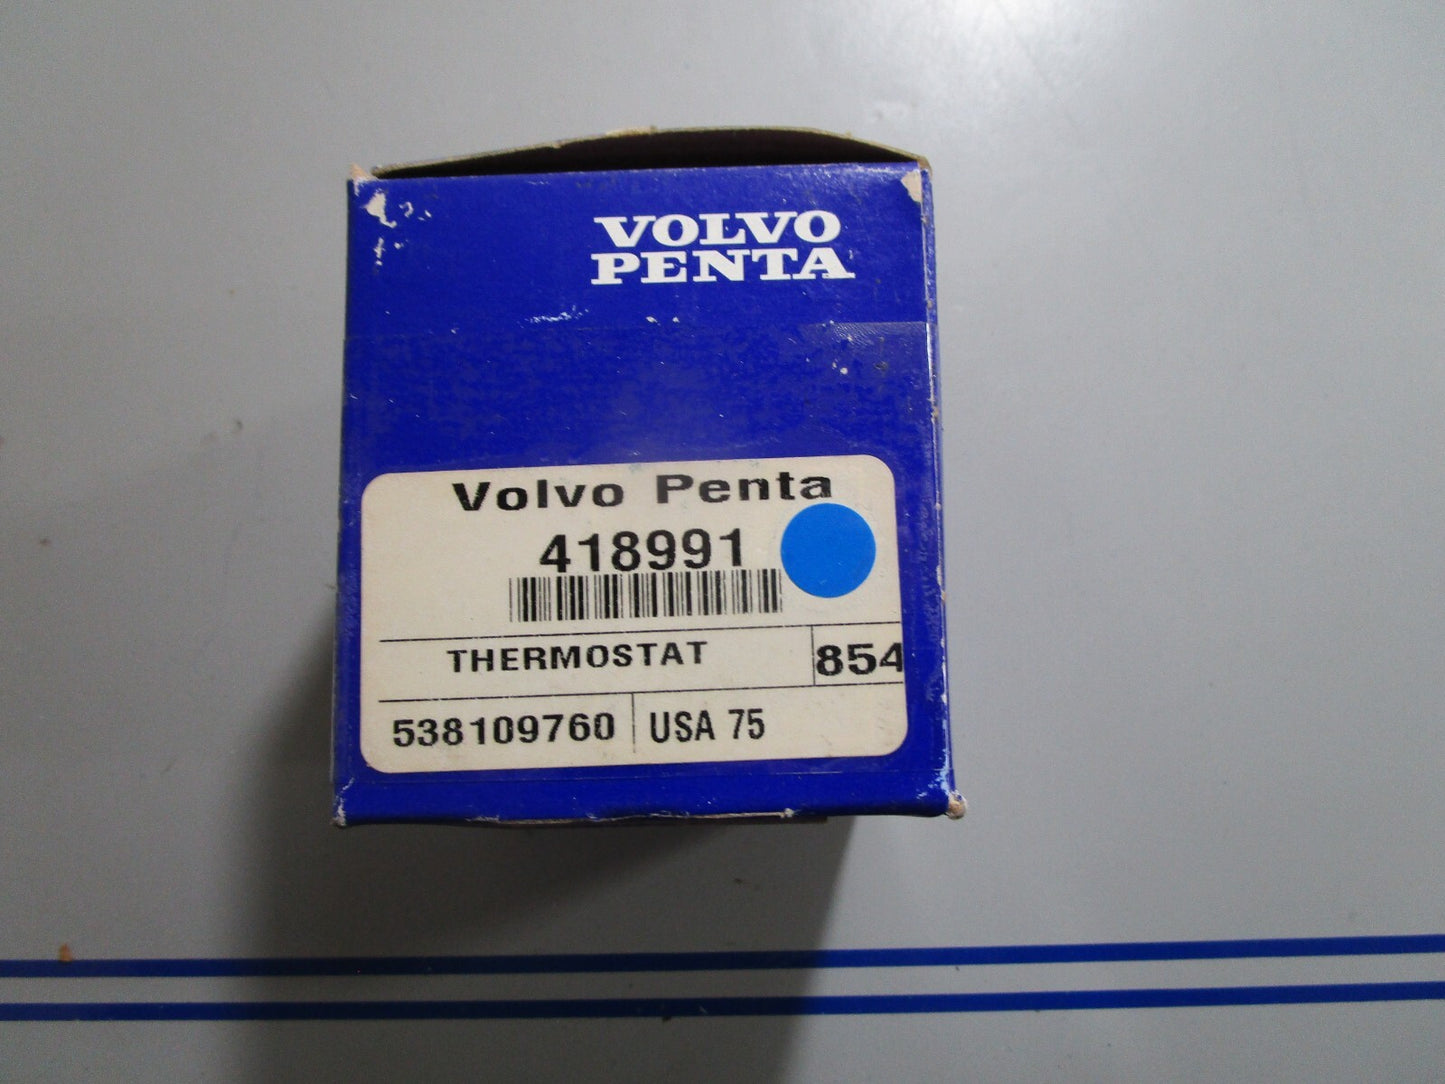 VOLVO
PENTA
Volvo Penta
418991
THERMOSTAT
854
538109760
USA 75